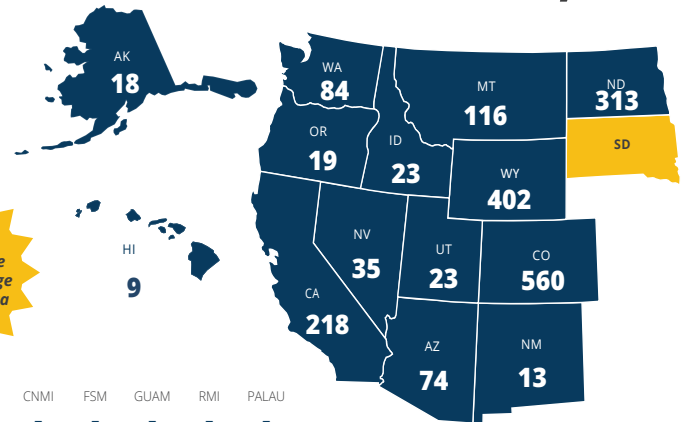 AK
18
WA
84
MT
116
ND
313
OR
19
ID
23
SD
WY
402
HI
9
NV
35
UT
23
CO
560
CA
218
AZ
74
NM
13
CNMI FSM GUAM RMI PALAU
- - - - -